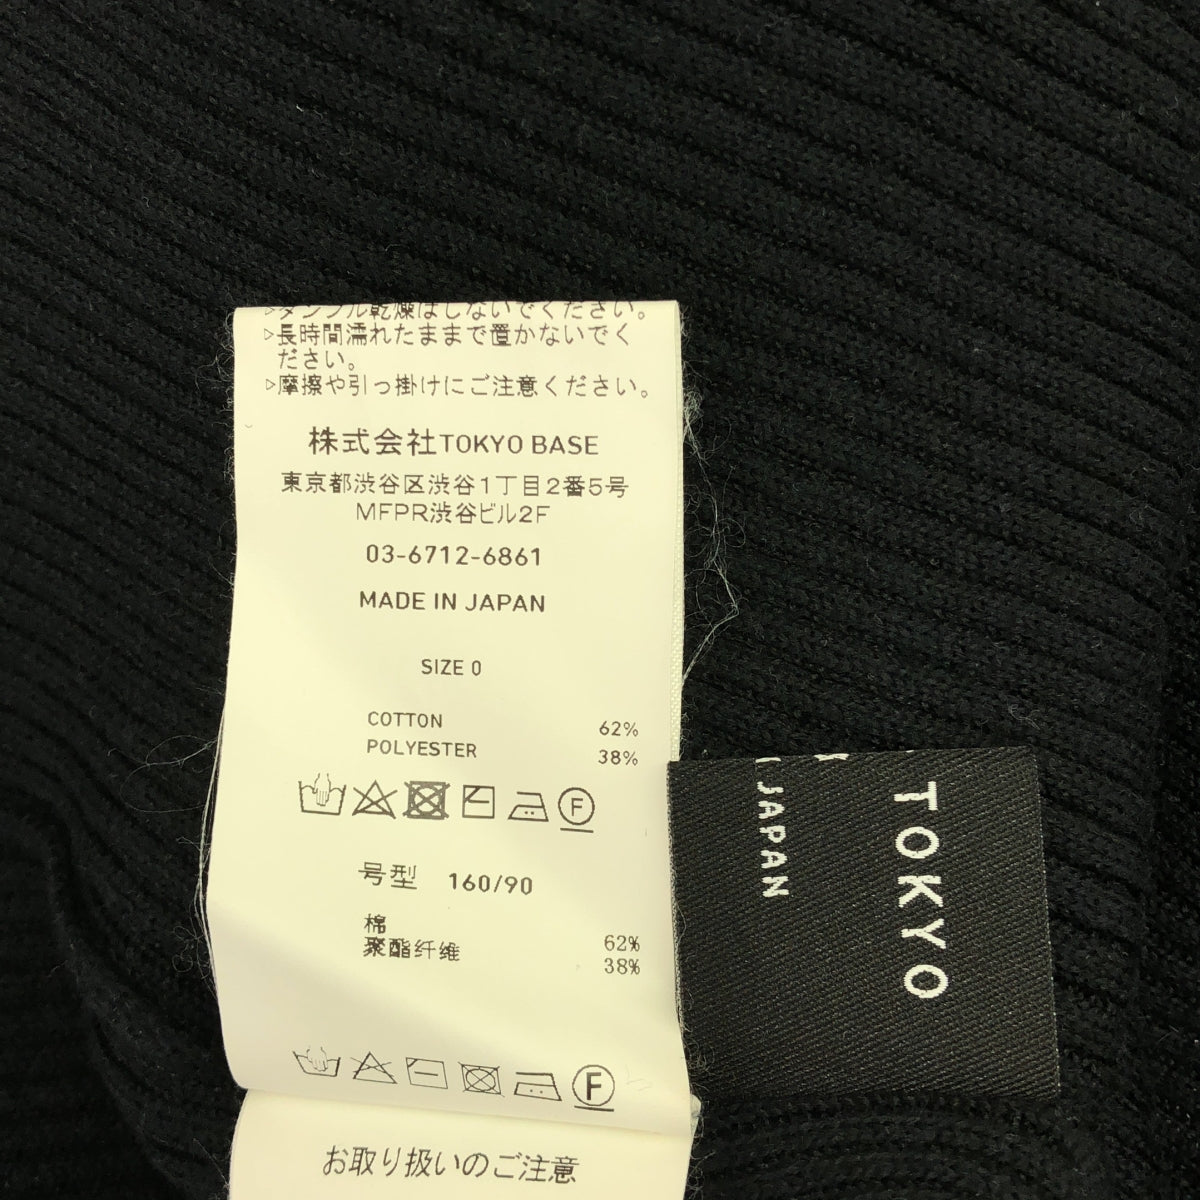 ▷タンブル乾燥はしないでください。
▷長時間濡れたままで置かないでく
ださい。
▷摩擦や引っ掛けにご注意ください。
株式会社TOKYO BASE
東京都渋谷区渋谷1丁目2番5号
MFPR渋谷ビル2F
03-6712-6861
MADE IN JAPAN
SIZE 0
COTTON 62%
POLYESTER 38%
F
号型 160/90
棉 62%
聚酯纤维 38%
F
お取り扱いのご注意
TOKYO
JAPAN